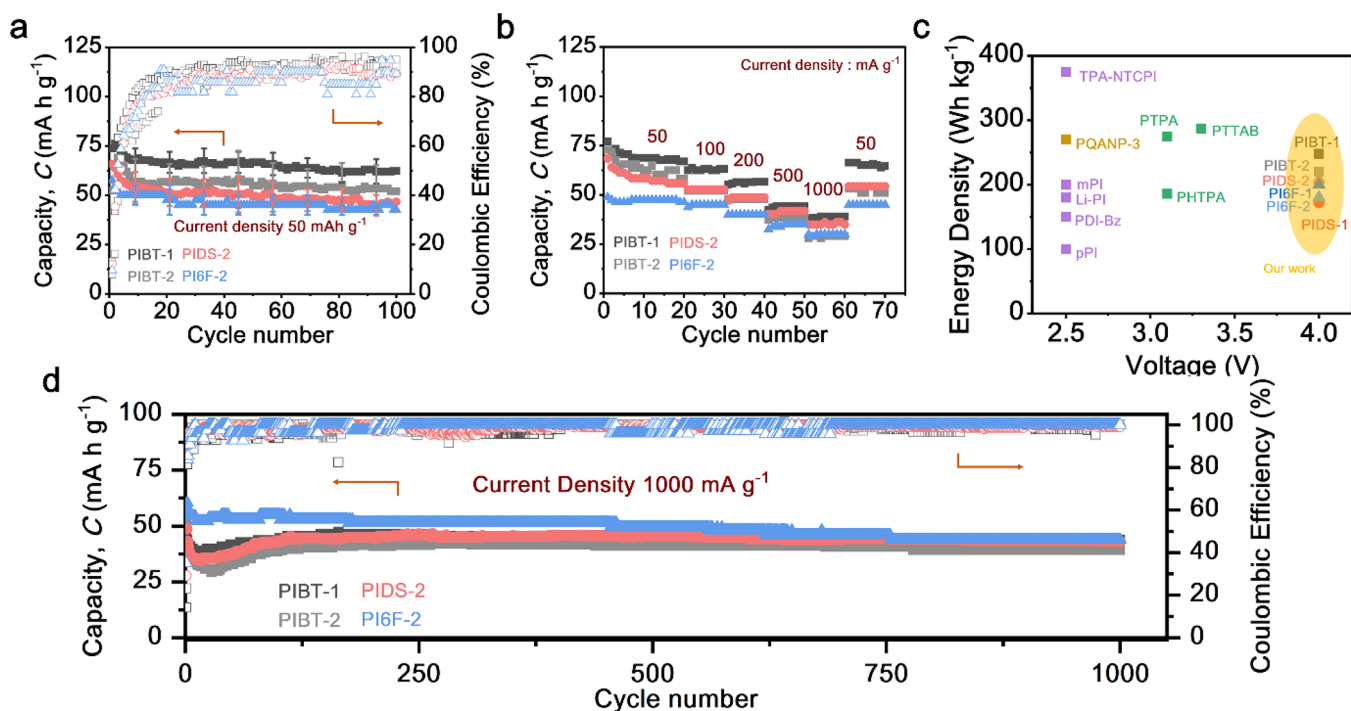 a
125
100
75
50
25
0
Capacity, C (mA h g⁻¹)
100
80
60
40
20
0
Coulombic Efficiency (%)
Current density 50 mAh g⁻¹
PIBT-1 PIDS-2
PIBT-2 PI6F-2
0 20 40 60 80 100
Cycle number
b
125
100
75
50
25
0
Capacity, C (mA h g⁻¹)
Current density : mA g⁻¹
50 100 200 500 1000 50
PIBT-1 PIDS-2
PIBT-2 PI6F-2
0 10 20 30 40 50 60 70
Cycle number
c
400
300
200
100
0
Energy Density (Wh kg⁻¹)
TPA-NTCPI
PTPA
PTTAB
PQANP-3
PIBT-1
PIBT-2
PIDS-2
mPI
PI6F-1
Li-PI
PHTPA
PI6F-2
PDI-Bz
PIDS-1
pPI
Our work
2.5 3.0 3.5 4.0
Voltage (V)
d
100
75
50
25
0
Capacity, C (mA h g⁻¹)
100
80
60
40
20
0
Coulombic Efficiency (%)
Current Density 1000 mA g⁻¹
PIBT-1 PIDS-2
PIBT-2 PI6F-2
0 250 500 750 1000
Cycle number